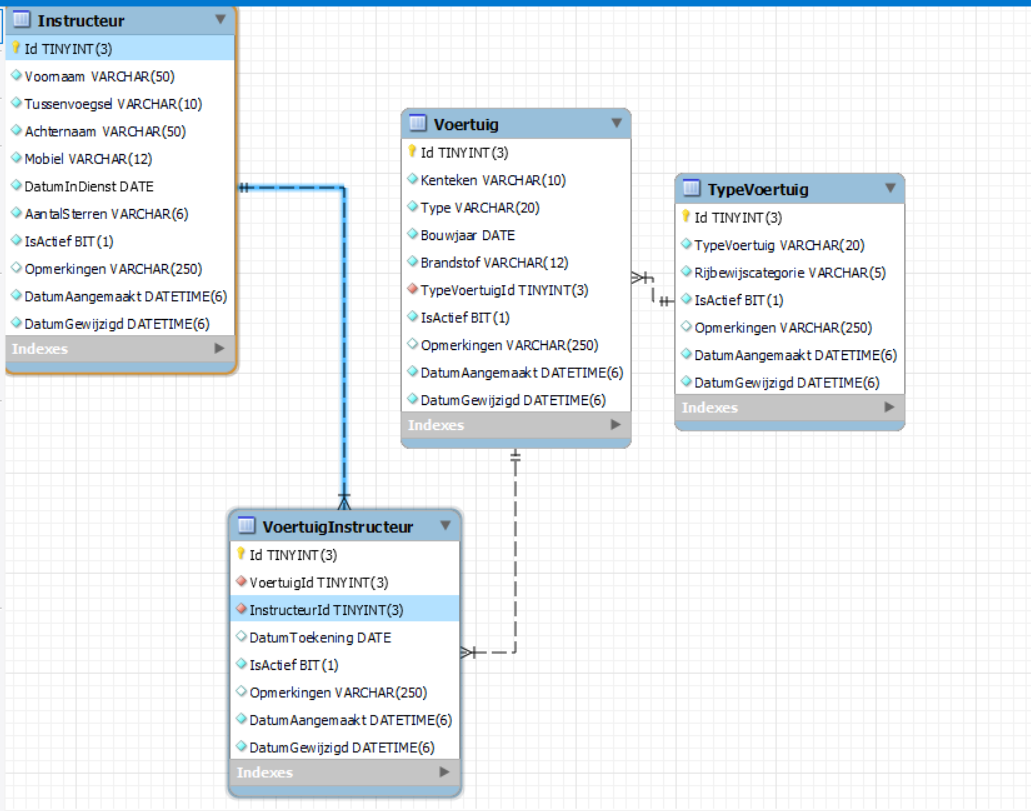 Instructeur
Id TINYINT(3)
Voornaam VARCHAR(50)
Tussenvoegsel VARCHAR(10)
Achternaam VARCHAR(50)
Mobiel VARCHAR(12)
DatumInDienst DATE
AantalSterren VARCHAR(6)
IsActief BIT(1)
Opmerkingen VARCHAR(250)
DatumAangemaakt DATETIME(6)
DatumGewijzigd DATETIME(6)
Indexes
Voertuig
Id TINYINT(3)
Kenteken VARCHAR(10)
Type VARCHAR(20)
Bouwjaar DATE
Brandstof VARCHAR(12)
TypeVoertuigId TINYINT(3)
IsActief BIT(1)
Opmerkingen VARCHAR(250)
DatumAangemaakt DATETIME(6)
DatumGewijzigd DATETIME(6)
Indexes
TypeVoertuig
Id TINYINT(3)
TypeVoertuig VARCHAR(20)
Rijbewijscategorie VARCHAR(5)
IsActief BIT(1)
Opmerkingen VARCHAR(250)
DatumAangemaakt DATETIME(6)
DatumGewijzigd DATETIME(6)
Indexes
VoertuigInstructeur
Id TINYINT(3)
VoertuigId TINYINT(3)
InstructeurId TINYINT(3)
DatumToekening DATE
IsActief BIT(1)
Opmerkingen VARCHAR(250)
DatumAangemaakt DATETIME(6)
DatumGewijzigd DATETIME(6)
Indexes